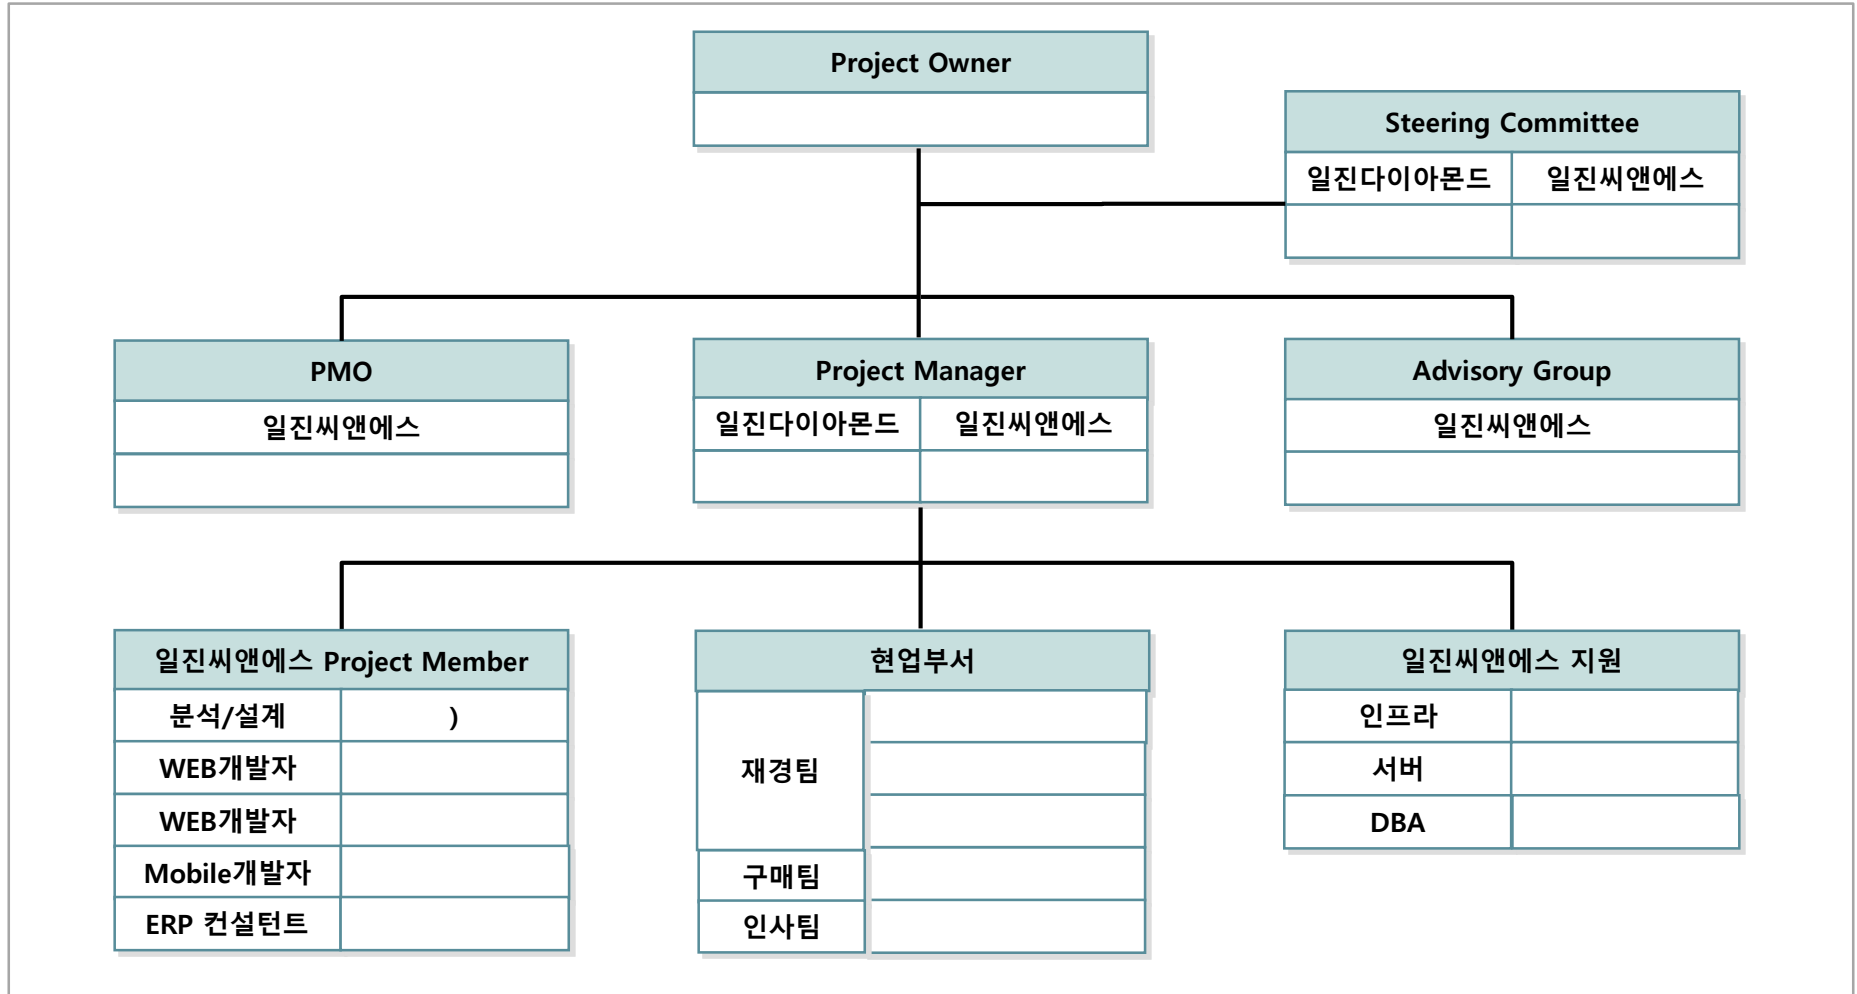 Project Owner
Steering Committee
일진다이아몬드 일진씨앤에스
PMO
일진씨앤에스
Project Manager
일진다이아몬드 일진씨앤에스
Advisory Group
일진씨앤에스
일진씨앤에스 Project Member
분석/설계 )
WEB개발자
WEB개발자
Mobile개발자
ERP 컨설턴트
현업부서
재경팀
구매팀
인사팀
일진씨앤에스 지원
인프라
서버
DBA